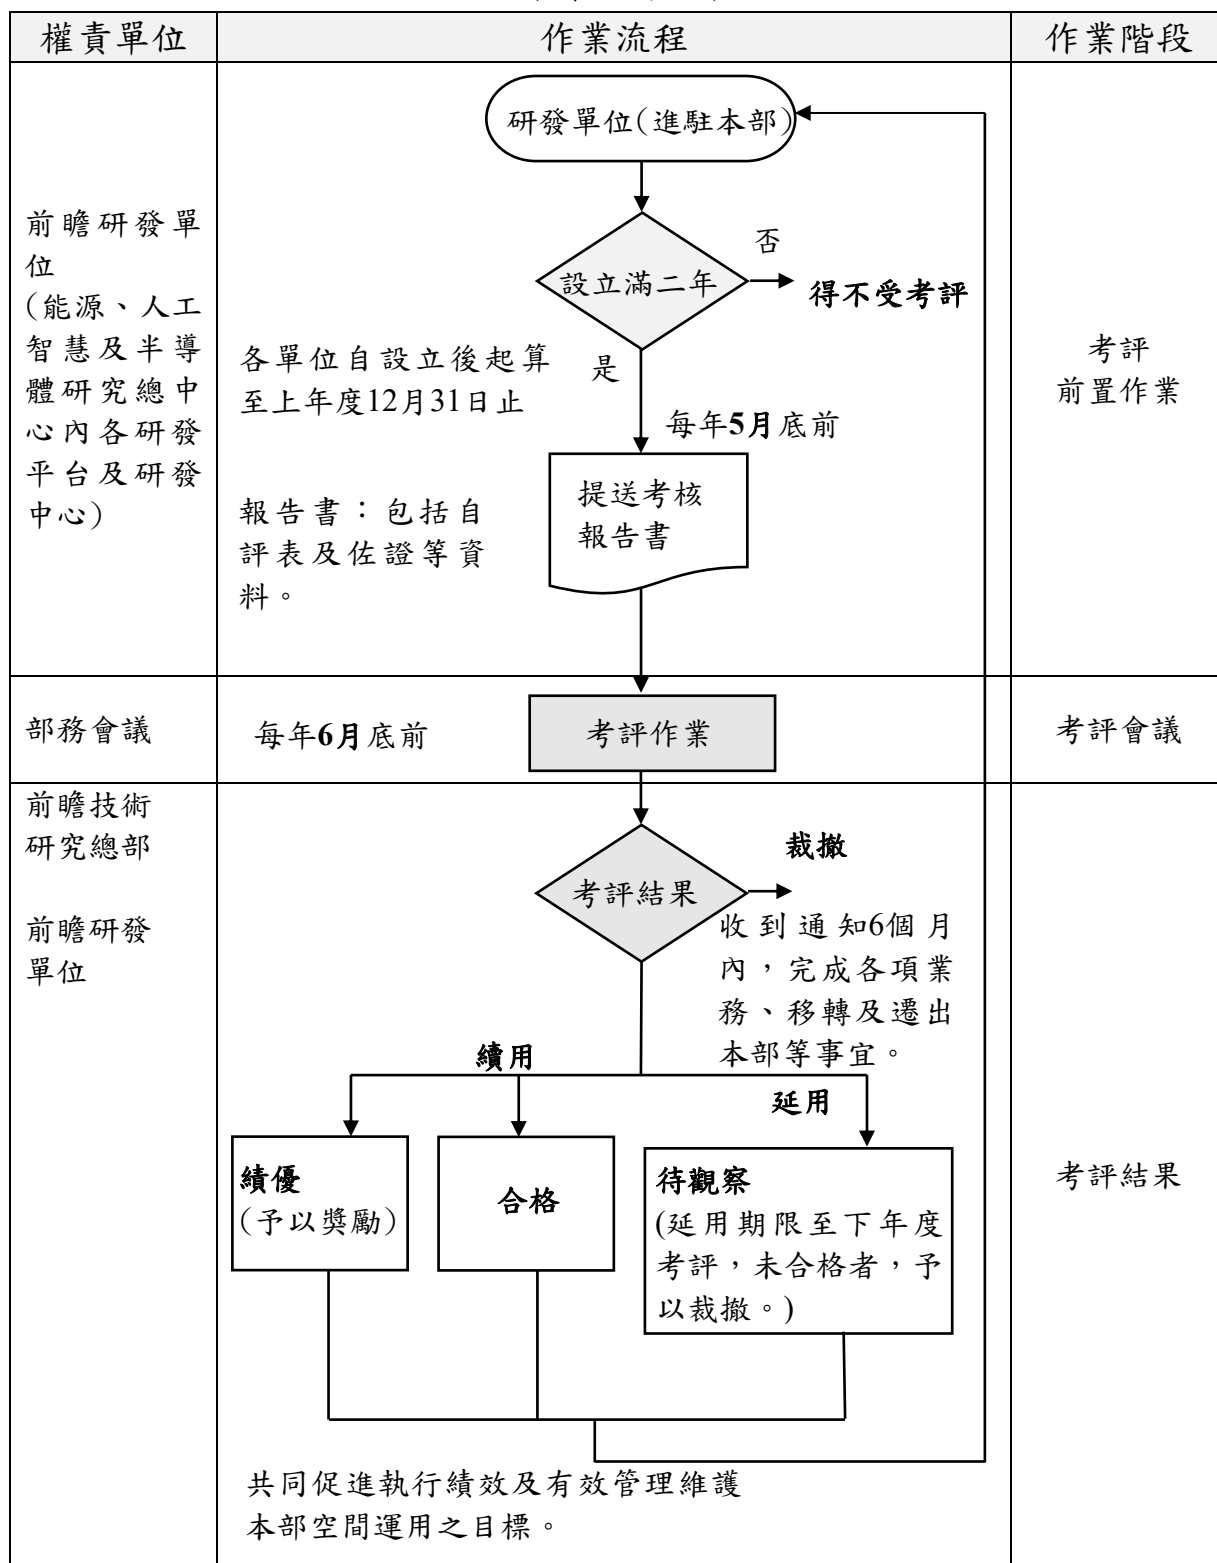 權責單位
作業流程
作業階段
研發單位(進駐本部)
前瞻研發單
位
(能源、人工
智慧及半導
體研究總中
心內各研發
平台及研發
中心)
設立滿二年
否
得不受考評
各單位自設立後起算
至上年度12月31日止
是
每年5月底前
提送考核
報告書
報告書：包括自
評表及佐證等資
料。
考評
前置作業
部務會議
每年6月底前
考評作業
考評會議
前瞻技術
研究總部
前瞻研發
單位
考評結果
裁撤
收到通知6個月
內，完成各項業
務、移轉及遷出
本部等事宜。
續用
延用
績優
(予以獎勵)
合格
待觀察
(延用期限至下年度
考評，未合格者，予
以裁撤。)
考評結果
共同促進執行績效及有效管理維護
本部空間運用之目標。